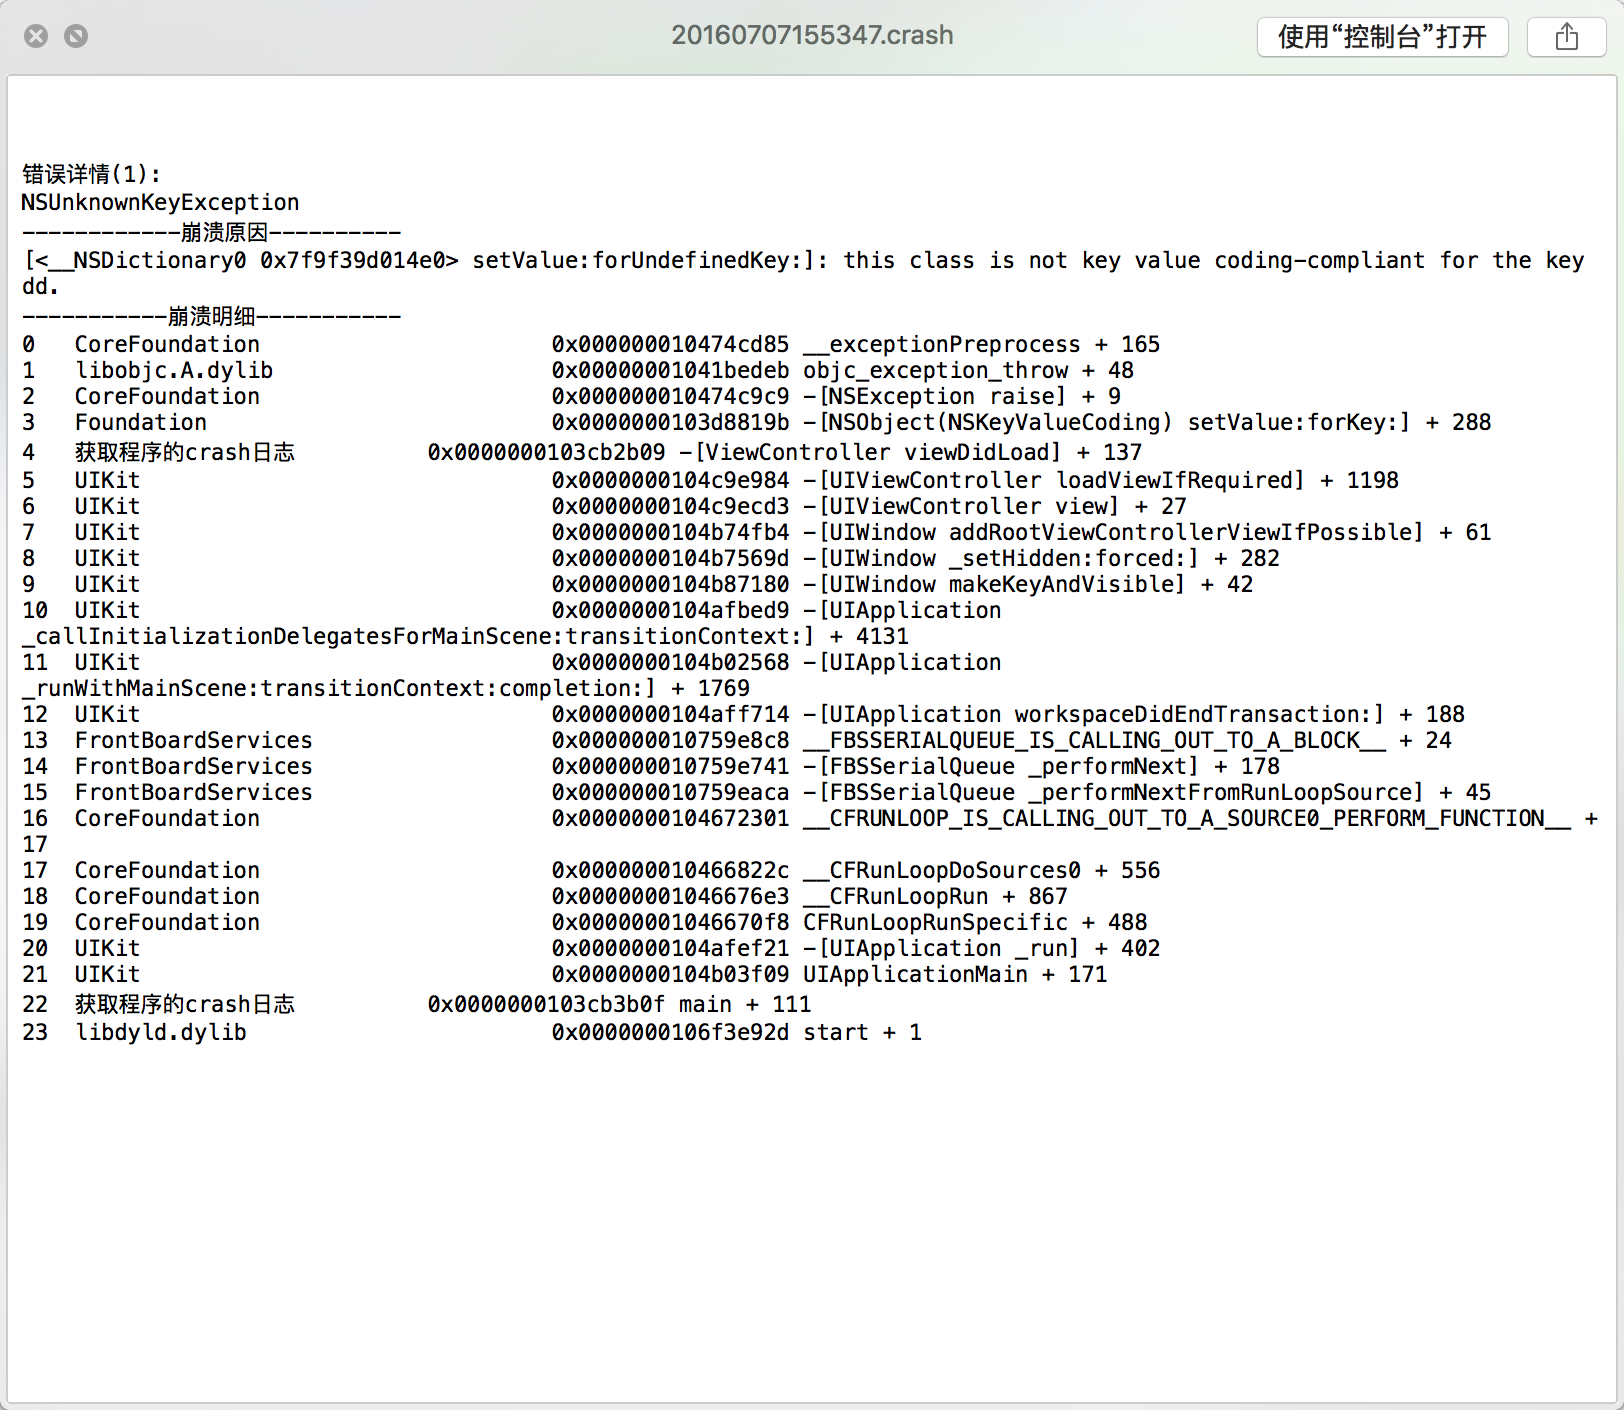 20160707155347.crash
使用“控制台”打开
错误详情(1):
NSUnknownKeyException
------------崩溃原因----------
[<__NSDictionary0 0x7f9f39d014e0> setValue:forUndefinedKey:]: this class is not key value coding-compliant for the key
dd.
-----------崩溃明细-----------
0   CoreFoundation                      0x000000010474cd85 __exceptionPreprocess + 165
1   libobjc.A.dylib                     0x00000001041bedeb objc_exception_throw + 48
2   CoreFoundation                      0x000000010474c9c9 -[NSException raise] + 9
3   Foundation                          0x0000000103d8819b -[NSObject(NSKeyValueCoding) setValue:forKey:] + 288
4   获取程序的crash日志          0x0000000103cb2b09 -[ViewController viewDidLoad] + 137
5   UIKit                               0x0000000104c9e984 -[UIViewController loadViewIfRequired] + 1198
6   UIKit                               0x0000000104c9ecd3 -[UIViewController view] + 27
7   UIKit                               0x0000000104b74fb4 -[UIWindow addRootViewControllerViewIfPossible] + 61
8   UIKit                               0x0000000104b7569d -[UIWindow _setHidden:forced:] + 282
9   UIKit                               0x0000000104b87180 -[UIWindow makeKeyAndVisible] + 42
10  UIKit                               0x0000000104afbed9 -[UIApplication
_callInitializationDelegatesForMainScene:transitionContext:] + 4131
11  UIKit                               0x0000000104b02568 -[UIApplication
_runWithMainScene:transitionContext:completion:] + 1769
12  UIKit                               0x0000000104aff714 -[UIApplication workspaceDidEndTransaction:] + 188
13  FrontBoardServices                  0x000000010759e8c8 __FBSSERIALQUEUE_IS_CALLING_OUT_TO_A_BLOCK__ + 24
14  FrontBoardServices                  0x000000010759e741 -[FBSSerialQueue _performNext] + 178
15  FrontBoardServices                  0x000000010759eaca -[FBSSerialQueue _performNextFromRunLoopSource] + 45
16  CoreFoundation                      0x0000000104672301 __CFRUNLOOP_IS_CALLING_OUT_TO_A_SOURCE0_PERFORM_FUNCTION__ +
17
17  CoreFoundation                      0x000000010466822c __CFRunLoopDoSources0 + 556
18  CoreFoundation                      0x00000001046676e3 __CFRunLoopRun + 867
19  CoreFoundation                      0x00000001046670f8 CFRunLoopRunSpecific + 488
20  UIKit                               0x0000000104afef21 -[UIApplication _run] + 402
21  UIKit                               0x0000000104b03f09 UIApplicationMain + 171
22  获取程序的crash日志          0x0000000103cb3b0f main + 111
23  libdyld.dylib                       0x0000000106f3e92d start + 1